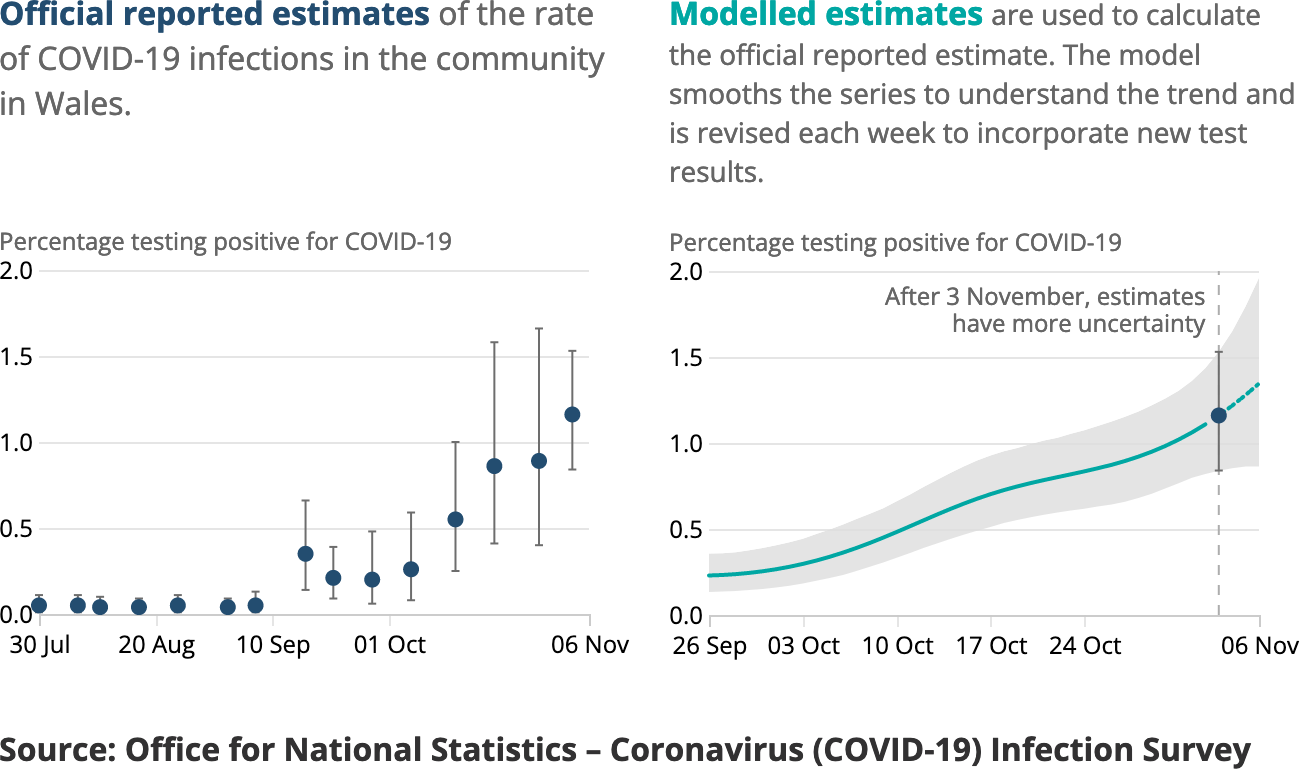 Official reported estimates of the rate
of COVID-19 infections in the community
in Wales.
Percentage testing positive for COVID-19
2.0
1.5
1.0
0.5
0.0
30 Jul
20 Aug
10 Sep
01 Oct
06 Nov
Modelled estimates are used to calculate
the official reported estimate. The model
smooths the series to understand the trend and
is revised each week to incorporate new test
results.
Percentage testing positive for COVID-19
2.0
After 3 November, estimates
have more uncertainty
1.5
1.0
0.5
0.0
26 Sep
03 Oct
10 Oct
17 Oct
24 Oct
06 Nov
Source: Office for National Statistics – Coronavirus (COVID-19) Infection Survey